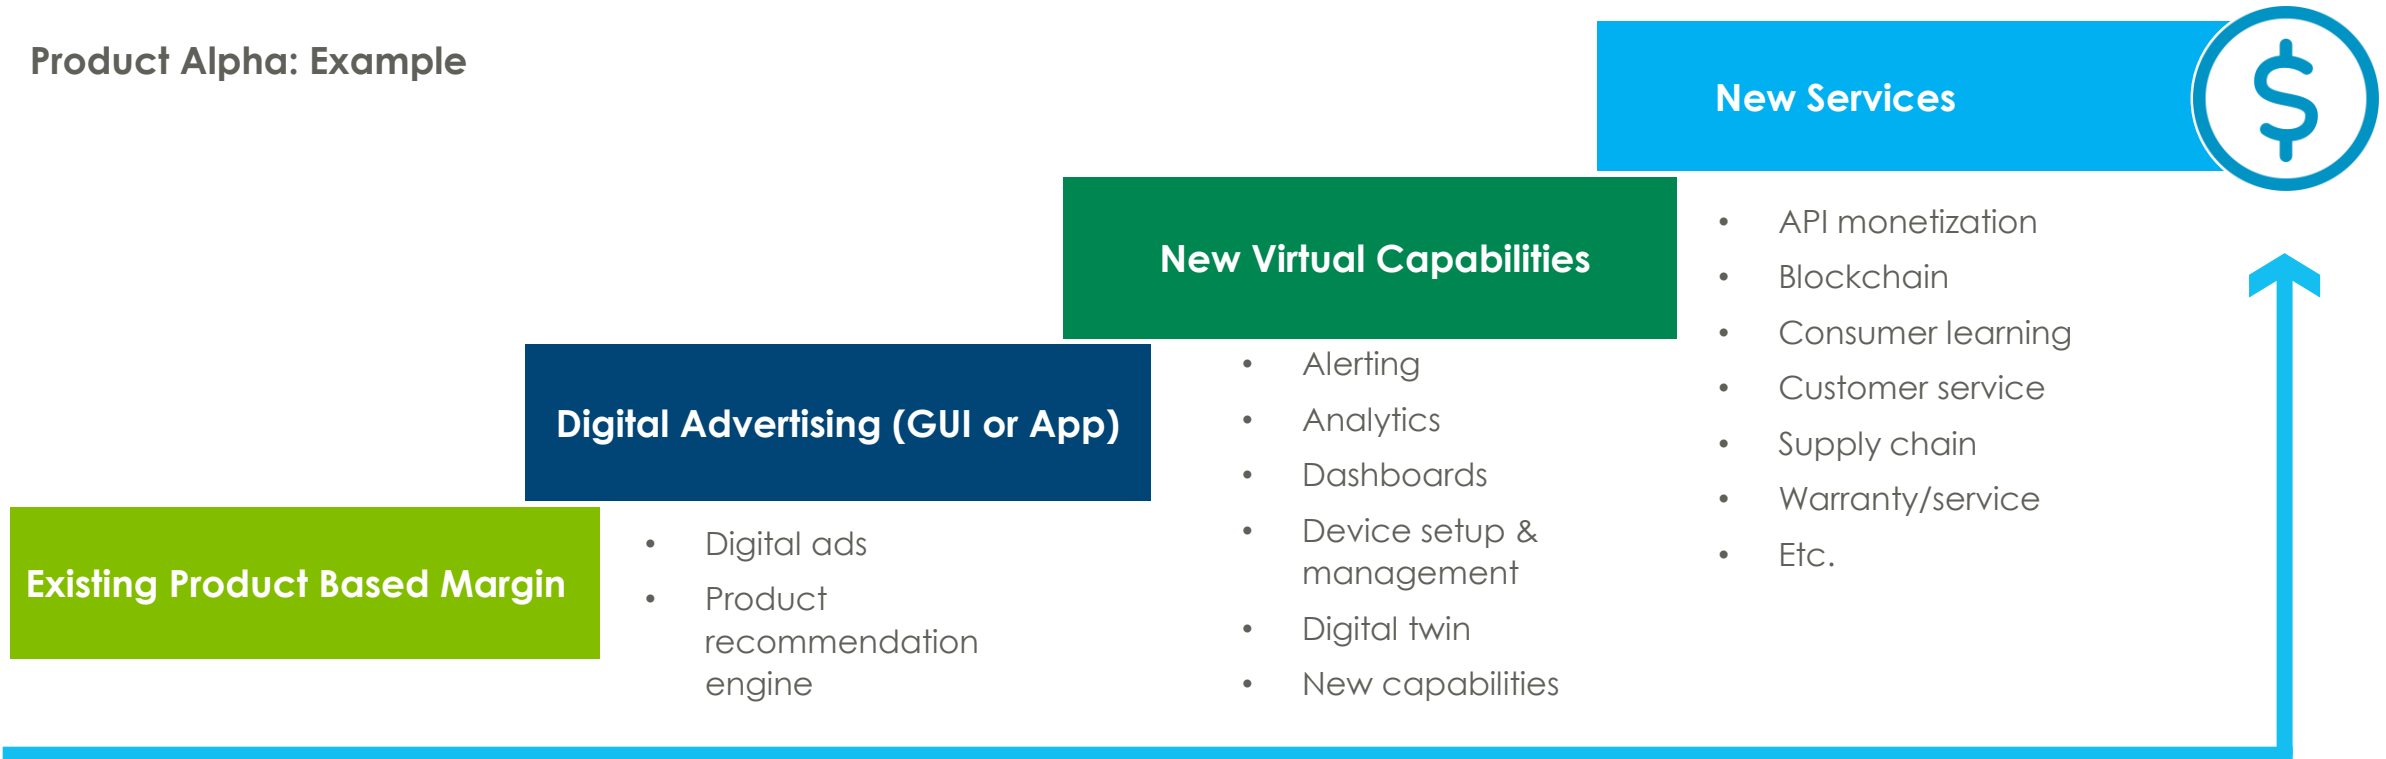 Product Alpha: Example
New Services
New Virtual Capabilities
Digital Advertising (GUI or App)
Existing Product Based Margin
• Digital ads
• Product
recommendation
engine
• Alerting
• Analytics
• Dashboards
• Device setup &
management
• Digital twin
• New capabilities
• API monetization
• Blockchain
• Consumer learning
• Customer service
• Supply chain
• Warranty/service
• Etc.
$